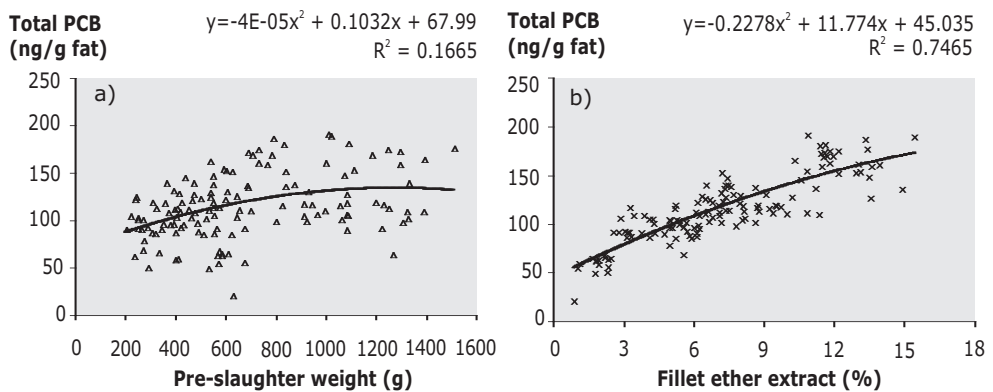 Total PCB
(ng/g fat)
y=-4E-05x² + 0.1032x + 67.99
R² = 0.1665
a)
250
200
150
100
50
0
0 200 400 600 800 1000 1200 1400 1600
Pre-slaughter weight (g)
Total PCB
(ng/g fat)
y=-0.2278x² + 11.774x + 45.035
R² = 0.7465
b)
250
200
150
100
50
0
0 3 6 9 12 15 18
Fillet ether extract (%)